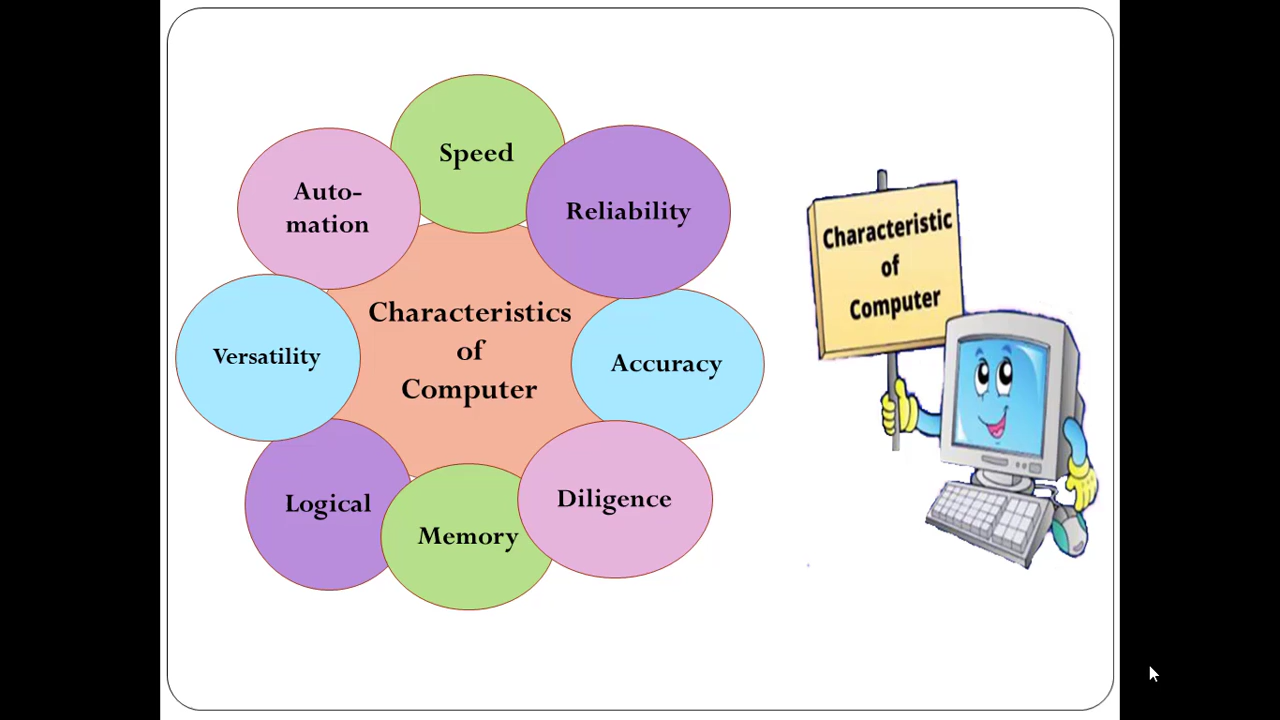 Speed
Auto-
mation
Reliability
Characteristics
of
Computer
Versatility
Accuracy
Logical
Memory
Diligence
Characteristic
of
Computer